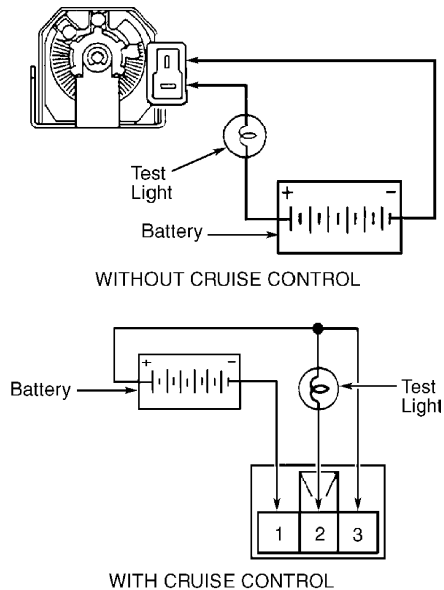 Test
Light
+ −
Battery
WITHOUT CRUISE CONTROL
+ −
Battery
Test
Light
1 2 3
WITH CRUISE CONTROL